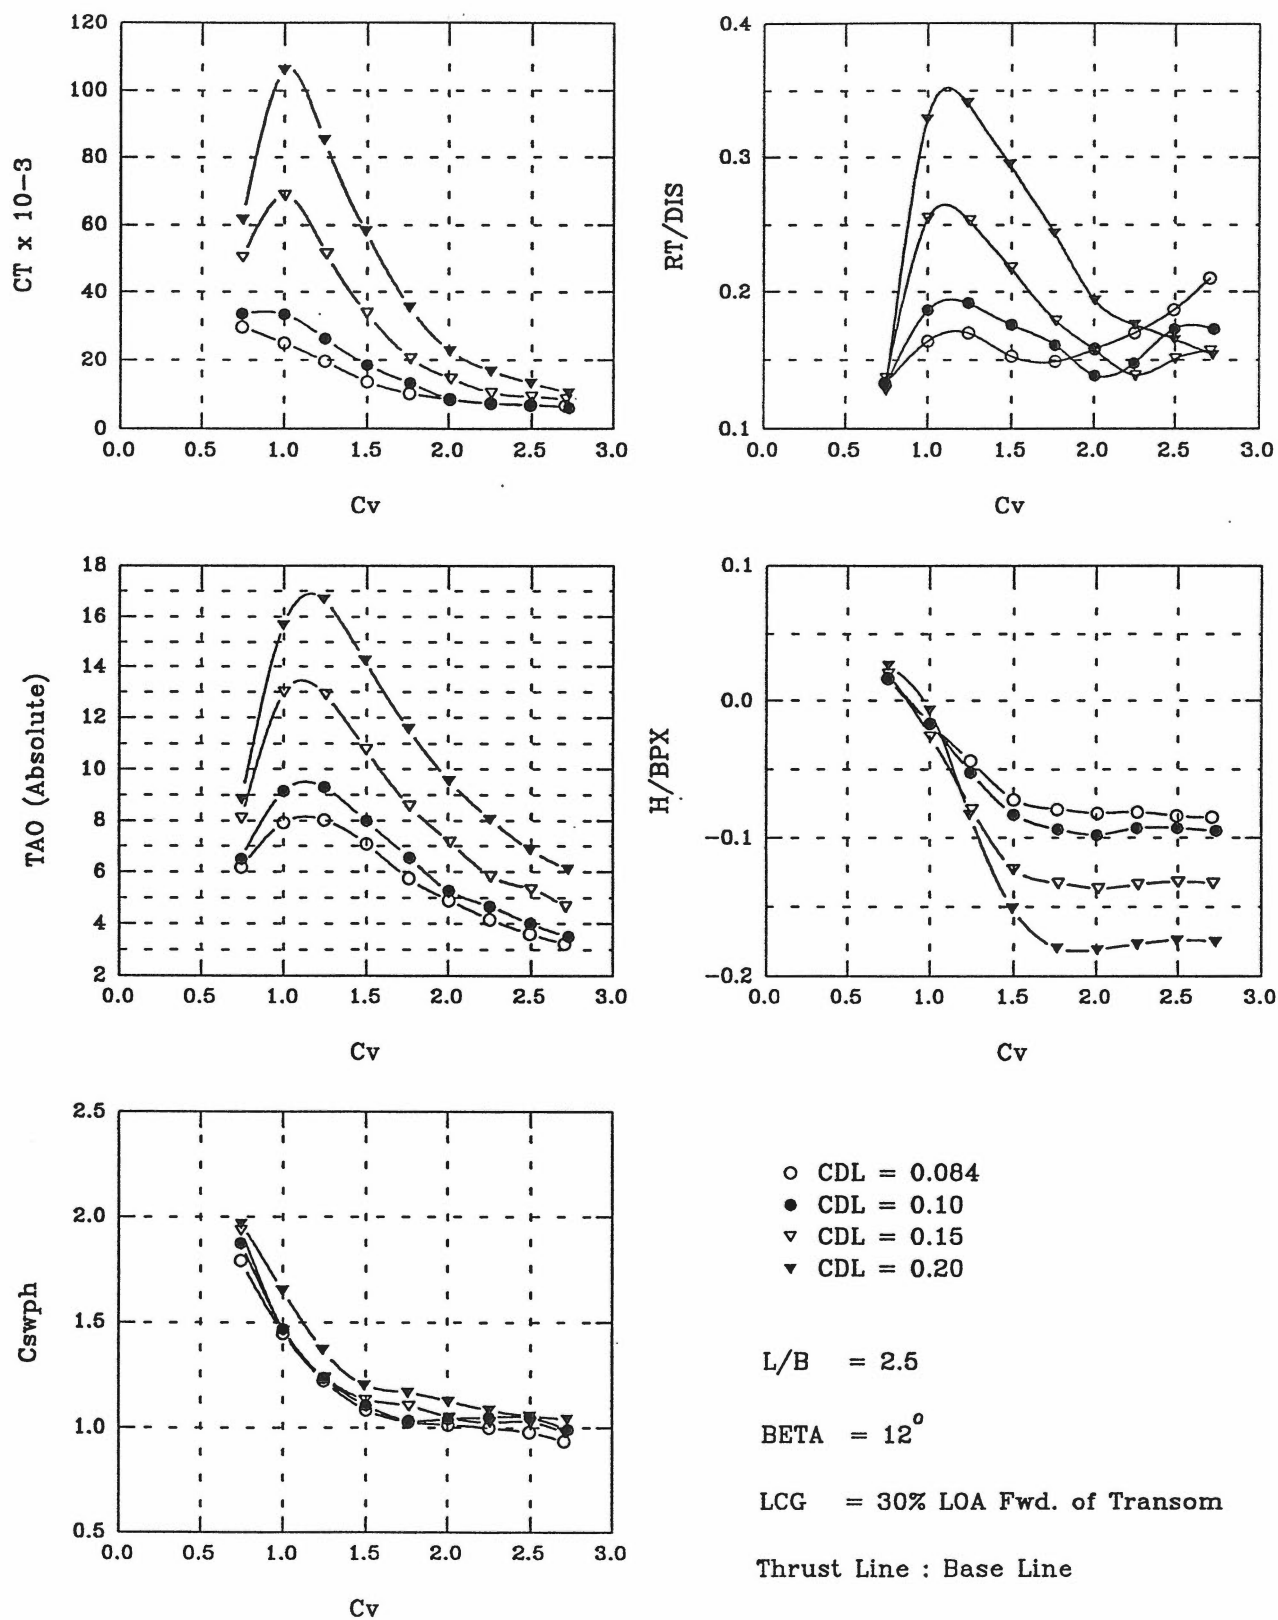 120
100
80
60
40
20
0
CT x 10-3
0.0 0.5 1.0 1.5 2.0 2.5 3.0
Cv
0.4
0.3
0.2
0.1
RT/DIS
0.0 0.5 1.0 1.5 2.0 2.5 3.0
Cv
18
16
14
12
10
8
6
4
2
TAO (Absolute)
0.0 0.5 1.0 1.5 2.0 2.5 3.0
Cv
0.1
0.0
-0.1
-0.2
H/BPX
0.0 0.5 1.0 1.5 2.0 2.5 3.0
Cv
2.5
2.0
1.5
1.0
0.5
Cswph
0.0 0.5 1.0 1.5 2.0 2.5 3.0
Cv
CDL = 0.084
CDL = 0.10
CDL = 0.15
CDL = 0.20
L/B = 2.5
BETA = 12°
LCG = 30% LOA Fwd. of Transom
Thrust Line : Base Line